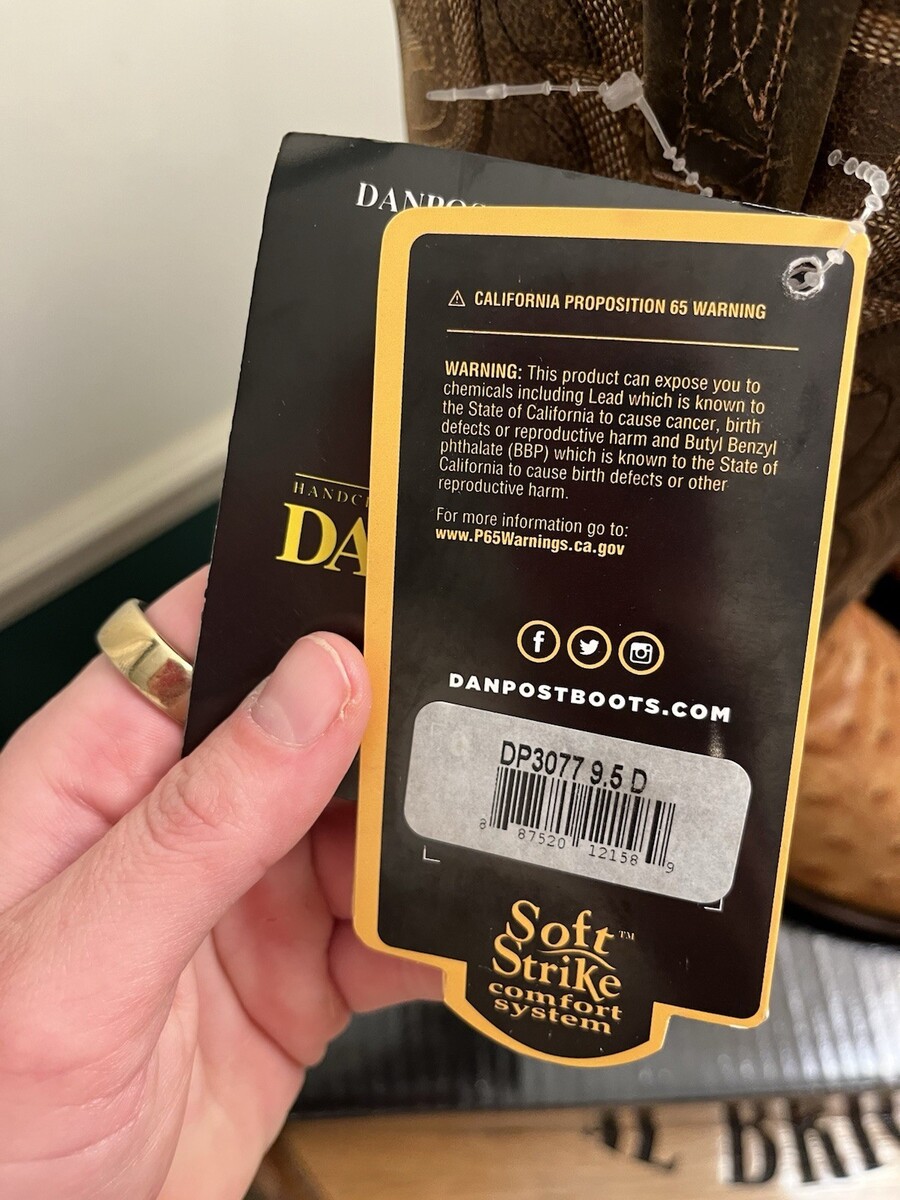 DANPOS
HANDC
DA
⚠ CALIFORNIA PROPOSITION 65 WARNING
WARNING: This product can expose you to
chemicals including Lead which is known to
the State of California to cause cancer, birth
defects or reproductive harm and Butyl Benzyl
phthalate (BBP) which is known to the State of
California to cause birth defects or other
reproductive harm.
For more information go to:
www.P65Warnings.ca.gov
DANPOSTBOOTS.COM
DP3077 9.5 D
8 87520 12158 9
Soft
Strike™
comfort
system
BRI